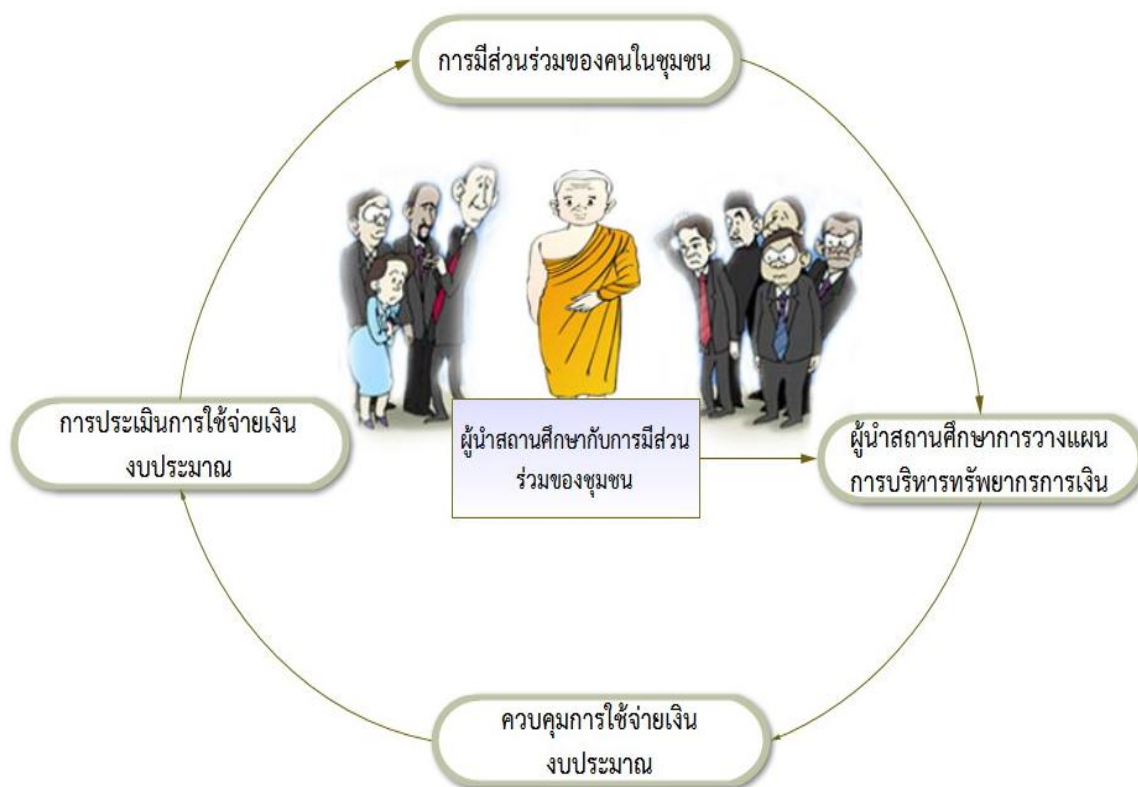 การมีส่วนร่วมของคนในชุมชน
การประเมินการใช้จ่ายเงิน
งบประมาณ
ผู้นำสถานศึกษากับการมีส่วน
ร่วมของชุมชน
ผู้นำสถานศึกษาการวางแผน
การบริหารทรัพยากรการเงิน
ควบคุมการใช้จ่ายเงิน
งบประมาณ